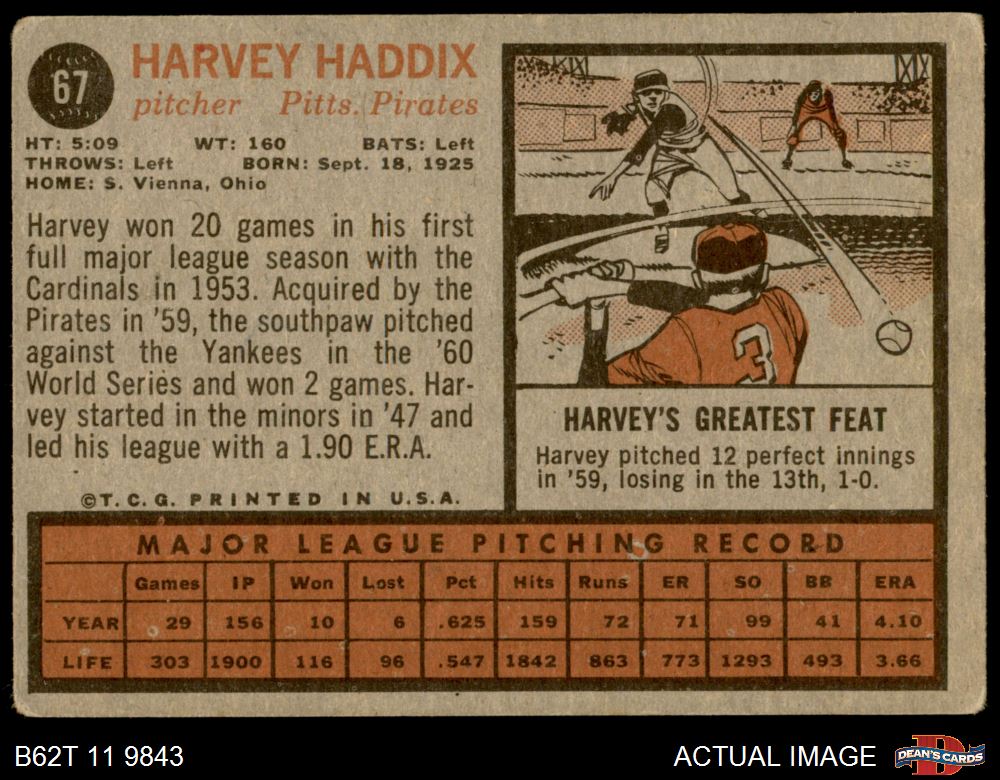 67
HARVEY HADDIX
pitcher Pitts. Pirates
HT: 5:09 WT: 160 BATS: Left
THROWS: Left BORN: Sept. 18, 1925
HOME: S. Vienna, Ohio
Harvey won 20 games in his first
full major league season with the
Cardinals in 1953. Acquired by the
Pirates in '59, the southpaw pitched
against the Yankees in the '60
World Series and won 2 games. Har-
vey started in the minors in '47 and
led his league with a 1.90 E.R.A.
©T.C.G. PRINTED IN U.S.A.
3
HARVEY'S GREATEST FEAT
Harvey pitched 12 perfect innings
in '59, losing in the 13th, 1-0.
MAJOR LEAGUE PITCHING RECORD
Games IP Won Lost Pct Hits Runs ER SO BB ERA
YEAR 29 156 10 6 .625 159 72 71 99 41 4.10
LIFE 303 1900 116 96 .547 1842 863 773 1293 493 3.66
B62T 11 9843
ACTUAL IMAGE
DEAN'S CARDS